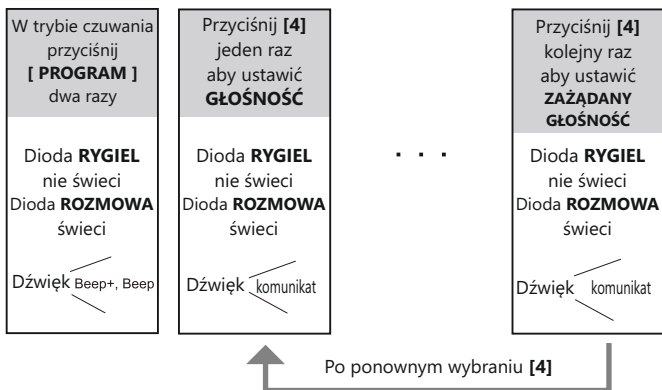 W trybie czuwania
przyciśnij
[ PROGRAM ]
dwa razy
Dioda RYGIEL
nie świeci
Dioda ROZMOWA
świeci
Dźwięk Beep+, Beep
Przyciśnij [4]
jeden raz
aby ustawić
GŁOŚNOŚĆ
Dioda RYGIEL
nie świeci
Dioda ROZMOWA
świeci
Dźwięk komunikat
. . .
Przyciśnij [4]
kolejny raz
aby ustawić
ZAŻĄDANY
GŁOŚNOŚĆ
Dioda RYGIEL
nie świeci
Dioda ROZMOWA
świeci
Dźwięk komunikat
Po ponownym wybraniu [4]